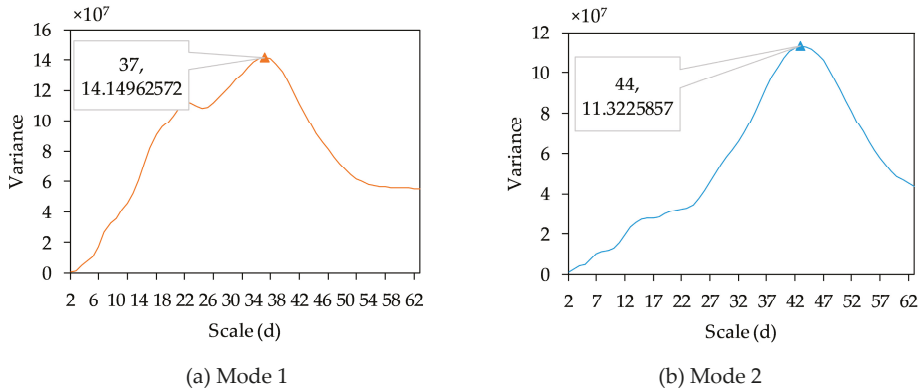 ×10⁷
16
14
12
10
8
6
4
2
0
Variance
37,
14.14962572
2 6 10 14 18 22 26 30 34 38 42 46 50 54 58 62
Scale (d)
(a) Mode 1
×10⁷
12
10
8
6
4
2
0
Variance
44,
11.3225857
2 7 12 17 22 27 32 37 42 47 52 57 62
Scale (d)
(b) Mode 2